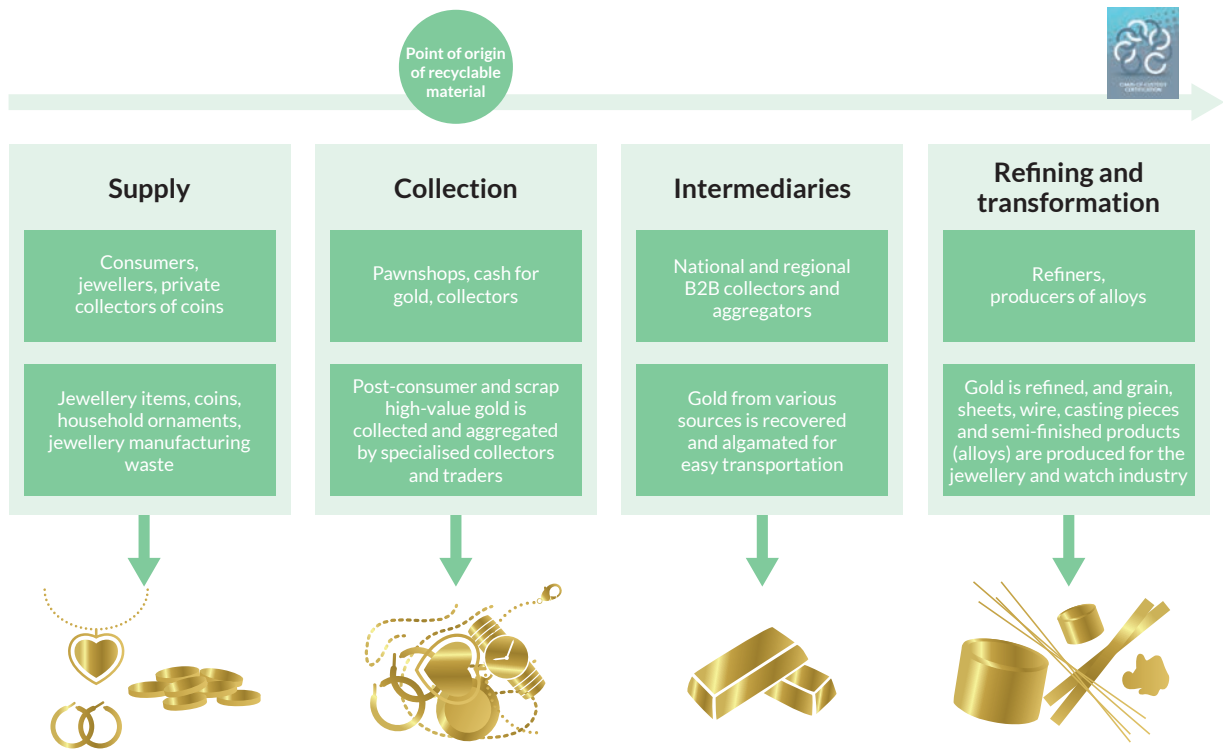 Point of origin
of recyclable
material
CHAIN OF CUSTODY
CERTIFICATION
Supply
Consumers,
jewellers, private
collectors of coins
Jewellery items, coins,
household ornaments,
jewellery manufacturing
waste
Collection
Pawnshops, cash for
gold, collectors
Post-consumer and scrap
high-value gold is
collected and aggregated
by specialised collectors
and traders
Intermediaries
National and regional
B2B collectors and
aggregators
Gold from various
sources is recovered
and algamated for
easy transportation
Refining and
transformation
Refiners,
producers of alloys
Gold is refined, and grain,
sheets, wire, casting pieces
and semi-finished products
(alloys) are produced for the
jewellery and watch industry